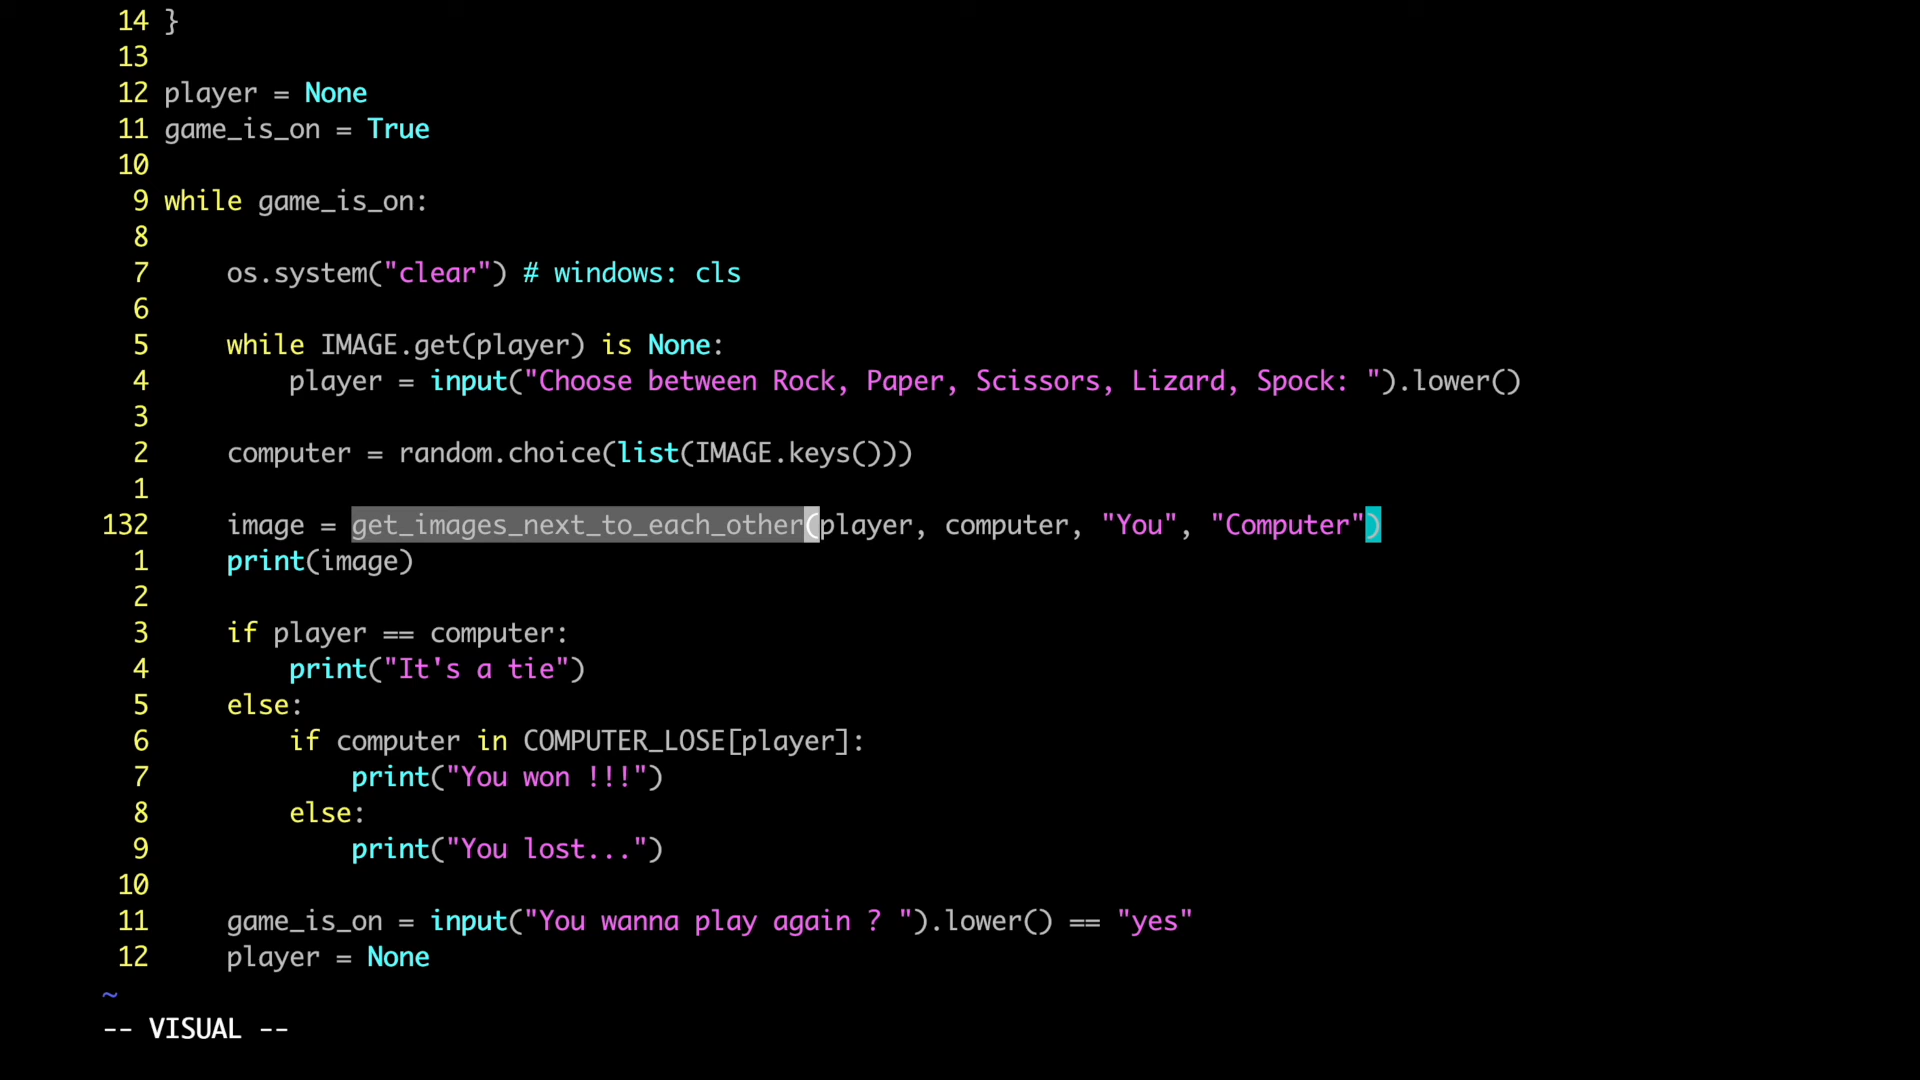 14 }
13
12 player = None
11 game_is_on = True
10
9 while game_is_on:
8
7     os.system("clear") # windows: cls
6
5     while IMAGE.get(player) is None:
4         player = input("Choose between Rock, Paper, Scissors, Lizard, Spock: ").lower()
3
2     computer = random.choice(list(IMAGE.keys()))
1
132     image = get_images_next_to_each_other(player, computer, "You", "Computer")
1     print(image)
2
3     if player == computer:
4         print("It's a tie")
5     else:
6         if computer in COMPUTER_LOSE[player]:
7             print("You won !!!")
8         else:
9             print("You lost...")
10
11     game_is_on = input("You wanna play again ? ").lower() == "yes"
12     player = None
~
-- VISUAL --